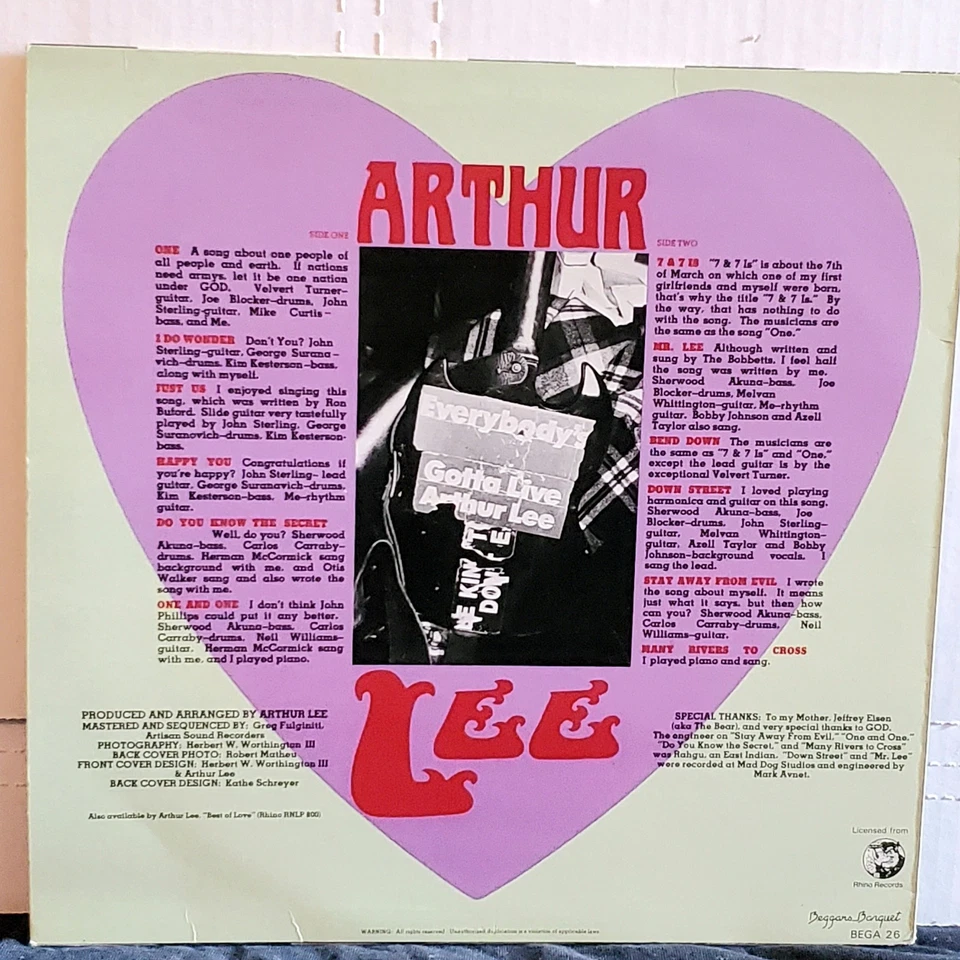 ARTHUR
SIDE ONE
ONE A song about one people of
all people and earth. If nations
need armys, let it be one nation
under GOD. Velvert Turner-
guitar, Joe Blocker-drums, John
Sterling-guitar, Mike Curtis-
bass, and Me.
I DO WONDER Don't You? John
Sterling-guitar, George Surana-
vich-drums, Kim Kesterson-bass,
along with myself.
JUST US I enjoyed singing this
song, which was written by Ron
Buford. Slide guitar very tastefully
played by John Sterling, George
Suranovich-drums, Kim Kesterson-
bass.
HAPPY YOU Congratulations if
you're happy? John Sterling- lead
guitar, George Suranavich-drums,
Kim Kesterson-bass, Me-rhythm
guitar.
DO YOU KNOW THE SECRET
Well, do you? Sherwood
Akuna-bass, Carlos Carraby-
drums. Herman McCormick sang
background with me, and Otis
Walker sang and also wrote the
song with me.
ONE AND ONE I don't think John
Phillips could put it any better.
Sherwood Akuna-bass, Carlos
Carraby-drums, Neil Williams-
guitar, Herman McCormick sang
with me, and I played piano.
Everybody's
Gotta Live
Arthur Lee
SIDE TWO
7 & 7 IS "7 & 7 Is" is about the 7th
of March on which one of my first
girlfriends and myself were born,
that's why the title "7 & 7 Is." By
the way, that has nothing to do
with the song. The musicians are
the same as the song "One."
MR. LEE Although written and
sung by The Bobbetts, I feel half
the song was written by me.
Sherwood Akuna-bass, Joe
Blocker-drums, Melvan
Whittington-guitar, Me-rhythm
guitar. Bobby Johnson and Azell
Taylor also sang.
BEND DOWN The musicians are
the same as "7 & 7 Is" and "One,"
except the lead guitar is by the
exceptional Velvert Turner.
DOWN STREET I loved playing
harmonica and guitar on this song.
Sherwood Akuna-bass, Joe
Blocker-drums, John Sterling-
guitar, Melvan Whittington-
guitar, Azell Taylor and Bobby
Johnson-background vocals. I
sang the lead.
STAY AWAY FROM EVIL I wrote
the song about myself. It means
just what it says, but then how
can you? Sherwood Akuna-bass,
Carlos Carraby-drums, Neil
Williams-guitar.
MANY RIVERS TO CROSS
I played piano and sang.
LEE
PRODUCED AND ARRANGED BY ARTHUR LEE
MASTERED AND SEQUENCED BY: Greg Fulginiti,
Artisan Sound Recorders
PHOTOGRAPHY: Herbert W. Worthington III
BACK COVER PHOTO: Robert Matheu
FRONT COVER DESIGN: Herbert W. Worthington III
& Arthur Lee
BACK COVER DESIGN: Kathe Schreyer
Also available by Arthur Lee, "Best of Love" (Rhino RNLP 800)
SPECIAL THANKS: To my Mother, Jeffrey Elsen
(aka The Bear), and very special thanks to GOD.
The engineer on "Stay Away From Evil," "One and One,"
"Do You Know the Secret," and "Many Rivers to Cross"
was Rahgu, an East Indian. "Down Street" and "Mr. Lee"
were recorded at Mad Dog Studios and engineered by
Mark Avnet.
Licensed from
Rhino Records
Beggars Banquet
BEGA 26
WARNING: All rights reserved. Unauthorized duplication is a violation of applicable laws.